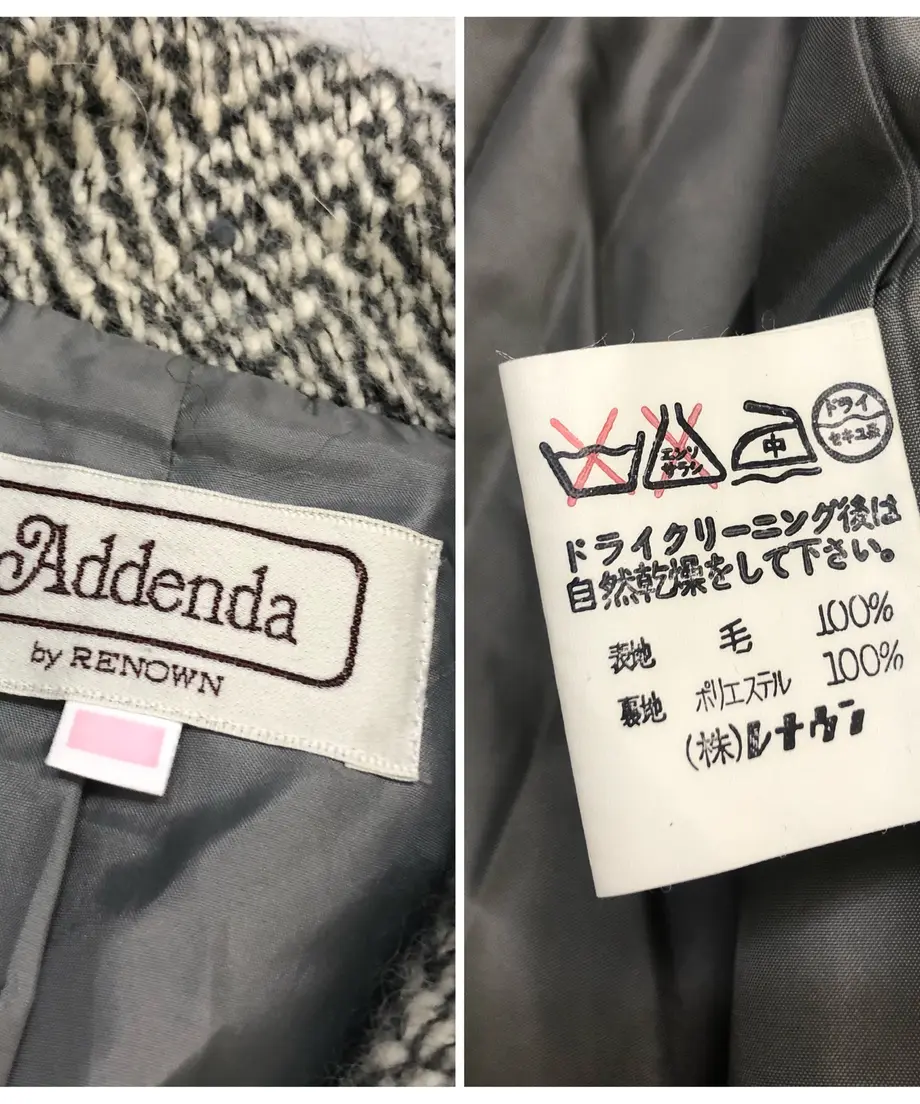 Addenda
by RENOWN
エンソ
サラシ
中
ドライ
セキユ系
ドライクリーニング後は
自然乾燥をして下さい。
表地 毛 100%
裏地 ポリエステル 100%
(株)レナウン